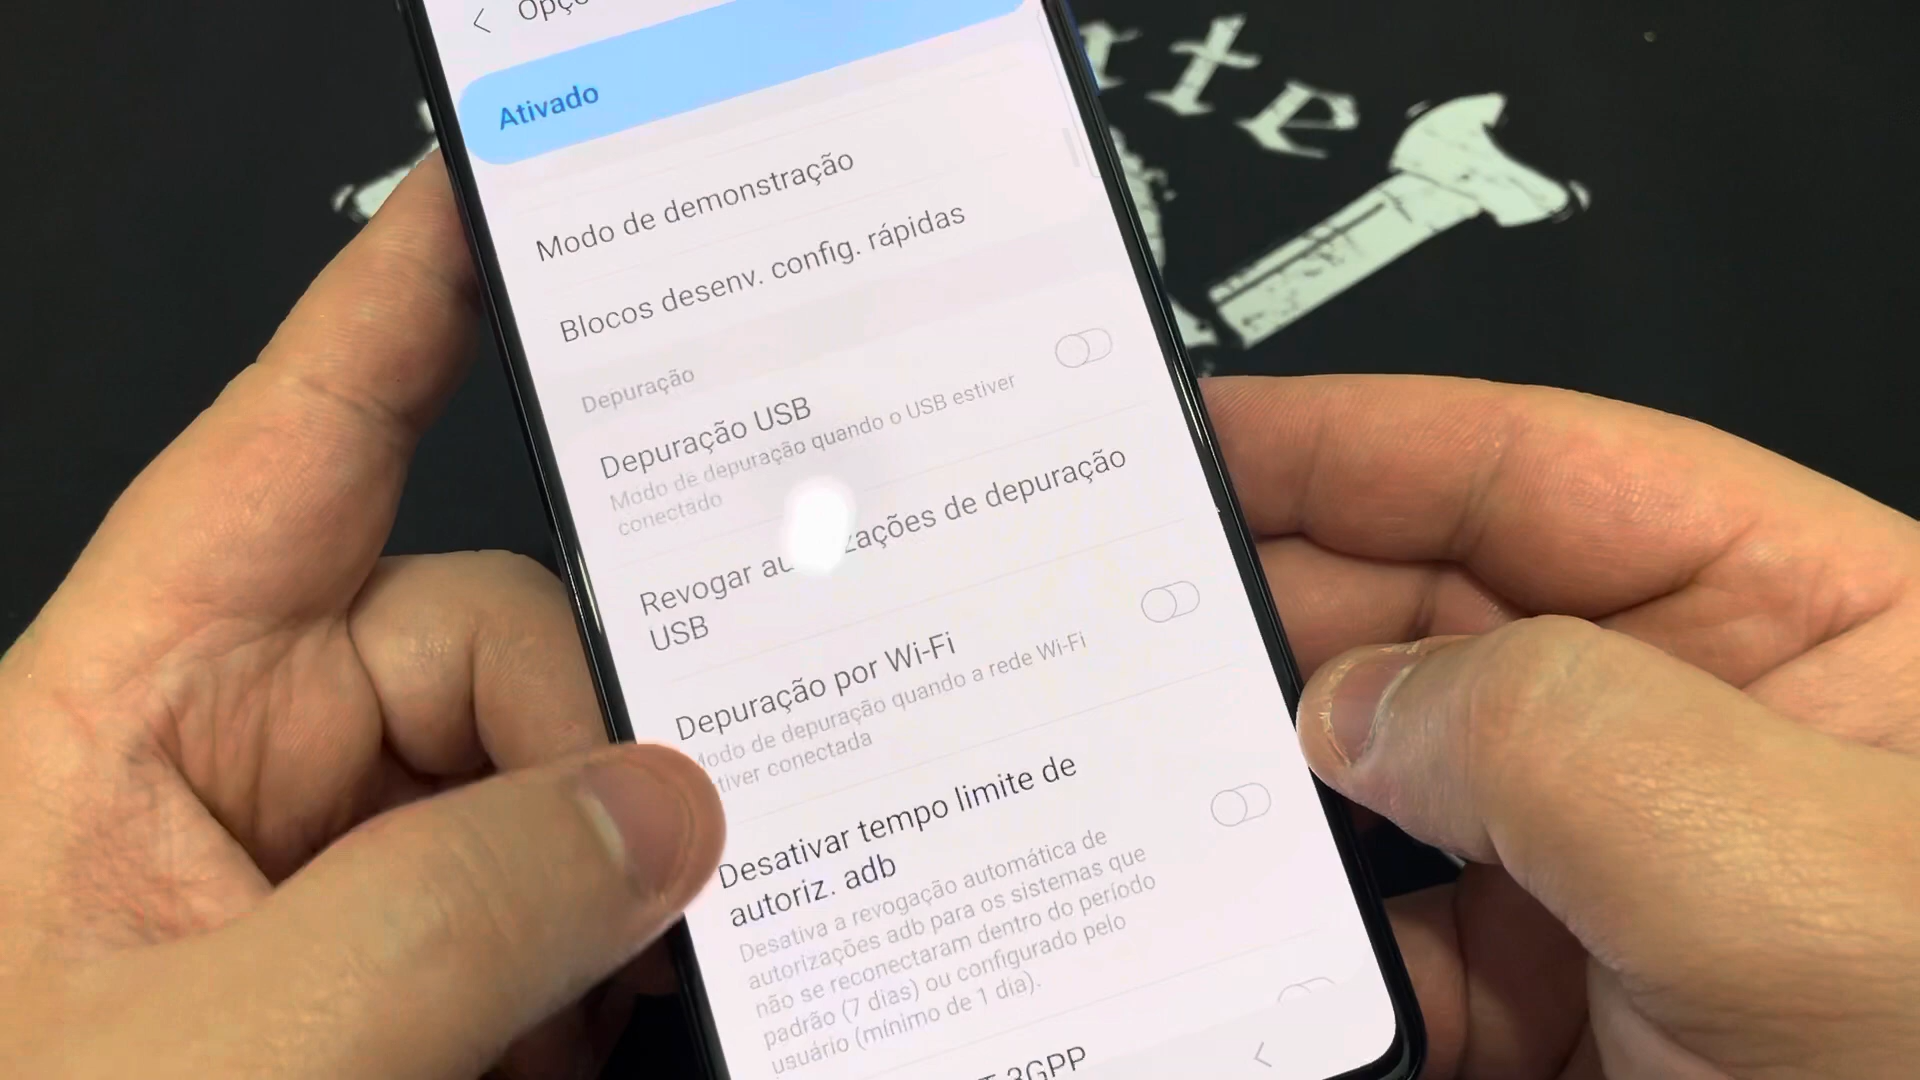 Ativado
Modo de demonstração
Blocos desenv. config. rápidas
Depuração
Depuração USB
Modo de depuração quando o USB estiver
conectado
Revogar de depuração
USB
Depuração por Wi-Fi
Modo de depuração quando a rede Wi-Fi
conectada
Desativar tempo limite de
autoriz. adb
Desativa a revogação automática de
autorizações adb para os sistemas que
não se reconectaram dentro do período
padrão (7 dias) ou configurado pelo
usuário (mínimo de 1 dia).
3GPP